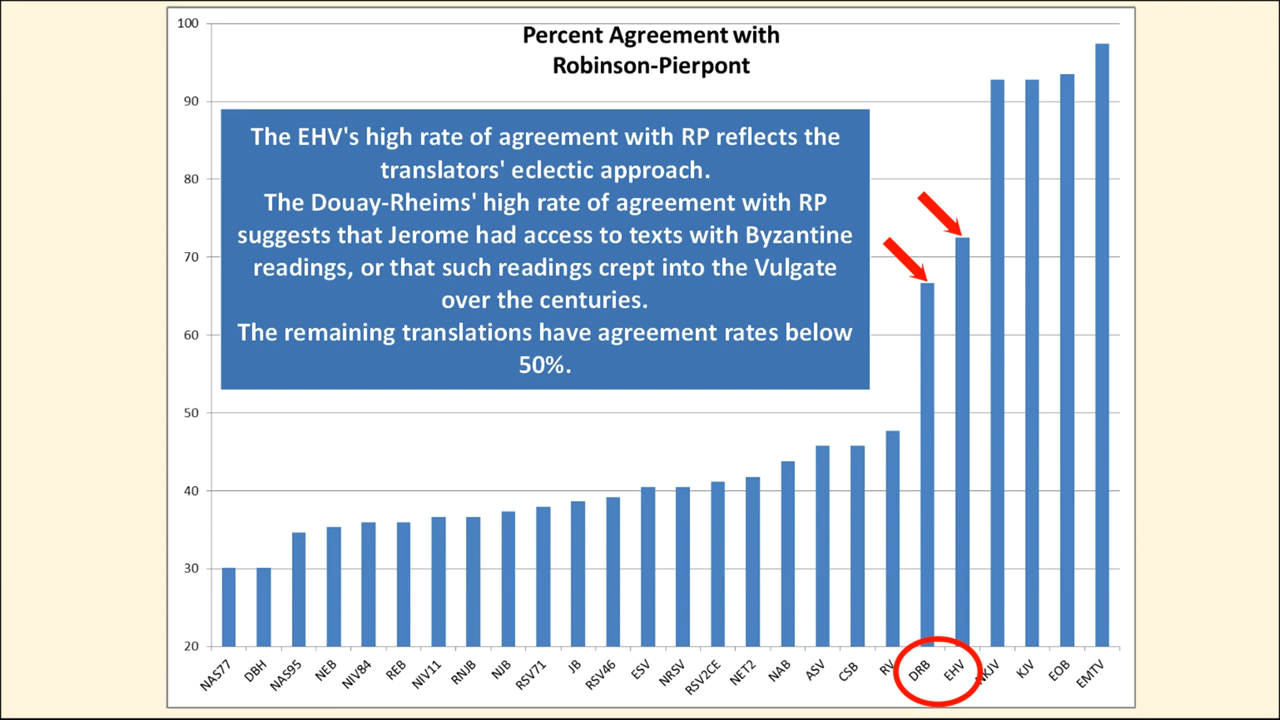 Percent Agreement with
Robinson-Pierpont
The EHV's high rate of agreement with RP reflects the
translators' eclectic approach.
The Douay-Rheims' high rate of agreement with RP
suggests that Jerome had access to texts with Byzantine
readings, or that such readings crept into the Vulgate
over the centuries.
The remaining translations have agreement rates below
50%.
100
90
80
70
60
50
40
30
20
NAS77
DBH
NAS95
NEB
NIV84
REB
NIV11
RNJB
NJB
RSV71
JB
RSV46
ESV
NRSV
RSV2CE
NET2
NAB
ASV
CSB
RV
DRB
EHV
NKJV
KJV
EOB
EMTV